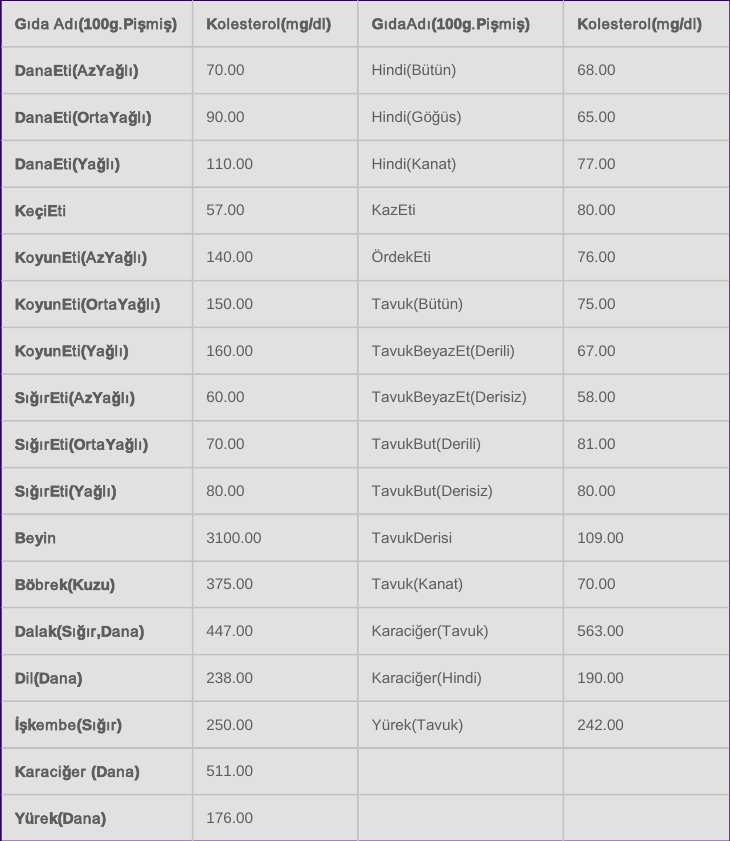 Gıda Adı(100g.Pişmiş) Kolesterol(mg/dl) GıdaAdı(100g.Pişmiş) Kolesterol(mg/dl)
DanaEti(AzYağlı) 70.00 Hindi(Bütün) 68.00
DanaEti(OrtaYağlı) 90.00 Hindi(Göğüs) 65.00
DanaEti(Yağlı) 110.00 Hindi(Kanat) 77.00
KeçiEti 57.00 KazEti 80.00
KoyunEti(AzYağlı) 140.00 ÖrdekEti 76.00
KoyunEti(OrtaYağlı) 150.00 Tavuk(Bütün) 75.00
KoyunEti(Yağlı) 160.00 TavukBeyazEt(Derili) 67.00
SığırEti(AzYağlı) 60.00 TavukBeyazEt(Derisiz) 58.00
SığırEti(OrtaYağlı) 70.00 TavukBut(Derili) 81.00
SığırEti(Yağlı) 80.00 TavukBut(Derisiz) 80.00
Beyin 3100.00 TavukDerisi 109.00
Böbrek(Kuzu) 375.00 Tavuk(Kanat) 70.00
Dalak(Sığır,Dana) 447.00 Karaciğer(Tavuk) 563.00
Dil(Dana) 238.00 Karaciğer(Hindi) 190.00
İşkembe(Sığır) 250.00 Yürek(Tavuk) 242.00
Karaciğer (Dana) 511.00
Yürek(Dana) 176.00